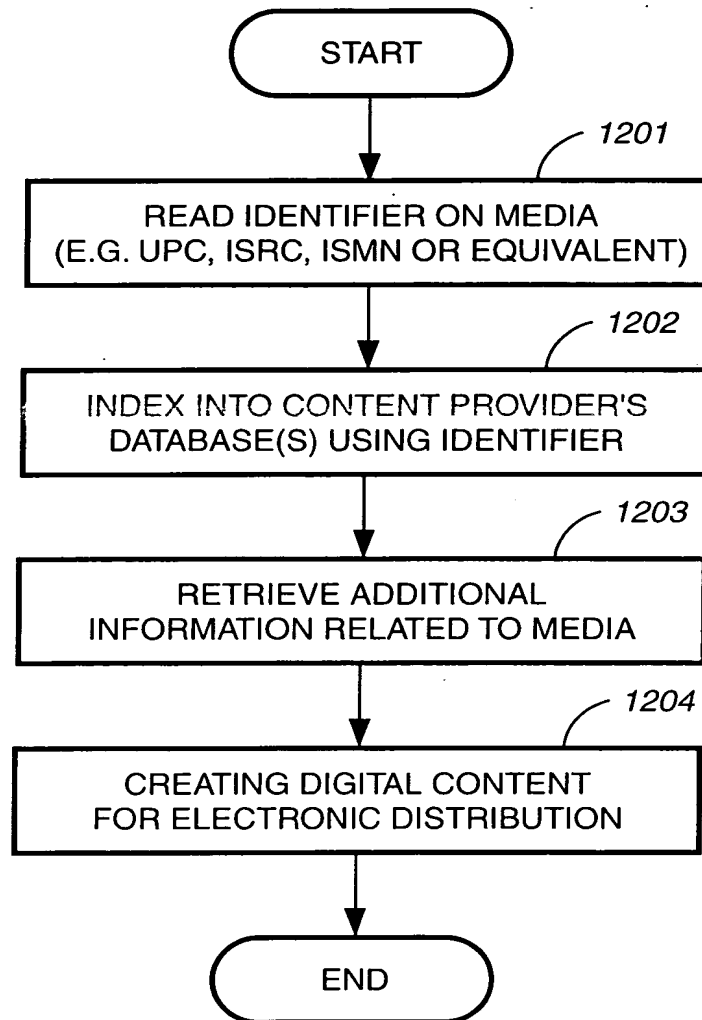 START
1201
READ IDENTIFIER ON MEDIA
(E.G. UPC, ISRC, ISMN OR EQUIVALENT)
1202
INDEX INTO CONTENT PROVIDER'S
DATABASE(S) USING IDENTIFIER
1203
RETRIEVE ADDITIONAL
INFORMATION RELATED TO MEDIA
1204
CREATING DIGITAL CONTENT
FOR ELECTRONIC DISTRIBUTION
END